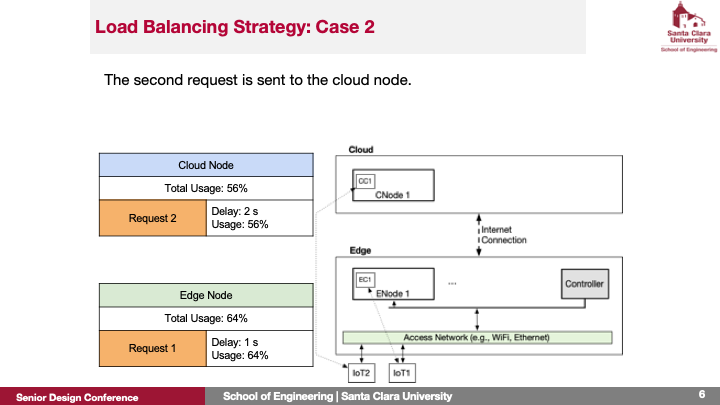 Load Balancing Strategy: Case 2
Santa Clara
University
School of Engineering
The second request is sent to the cloud node.
Cloud Node
Total Usage: 56%
Request 2
Delay: 2 s
Usage: 56%
Edge Node
Total Usage: 64%
Request 1
Delay: 1 s
Usage: 64%
Cloud
CC1
CNode 1
Internet
Connection
Edge
EC1
ENode 1
...
Controller
Access Network (e.g., WiFi, Ethernet)
IoT2
IoT1
Senior Design Conference
School of Engineering | Santa Clara University
6